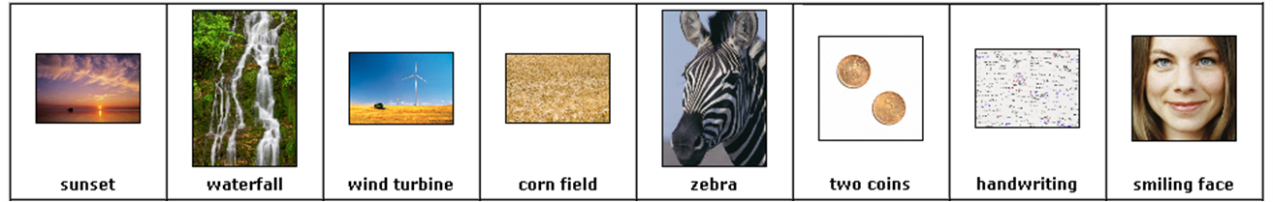 sunset waterfall wind turbine corn field zebra two coins handwriting smiling face